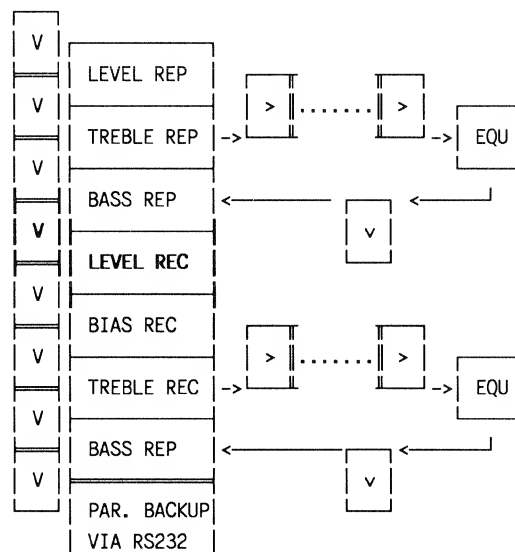 V
LEVEL REP
V
> ........ >
TREBLE REP -> -> EQU
V
BASS REP <- <-
V
V
LEVEL REC
V
BIAS REC
V
> ........ >
TREBLE REC -> -> EQU
V
BASS REP <- <-
V
V
PAR. BACKUP
VIA RS232